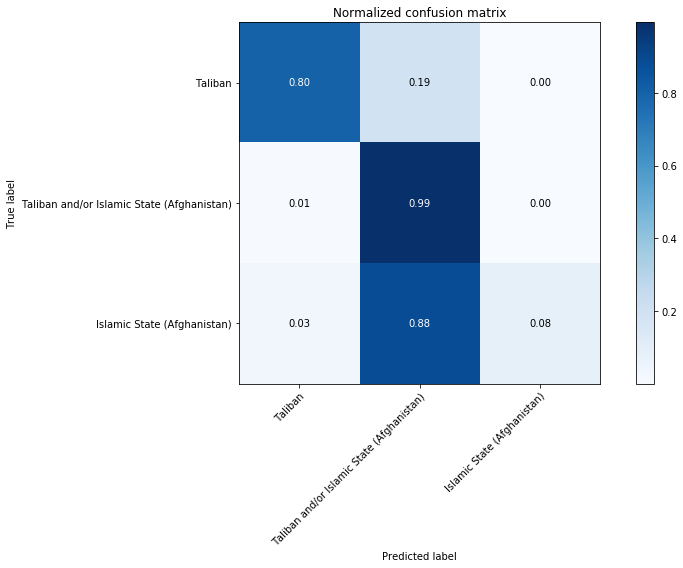 Normalized confusion matrix
True label
Taliban
0.80 0.19 0.00
Taliban and/or Islamic State (Afghanistan)
0.01 0.99 0.00
Islamic State (Afghanistan)
0.03 0.88 0.08
Taliban
Taliban and/or Islamic State (Afghanistan)
Islamic State (Afghanistan)
Predicted label
0.8
0.6
0.4
0.2